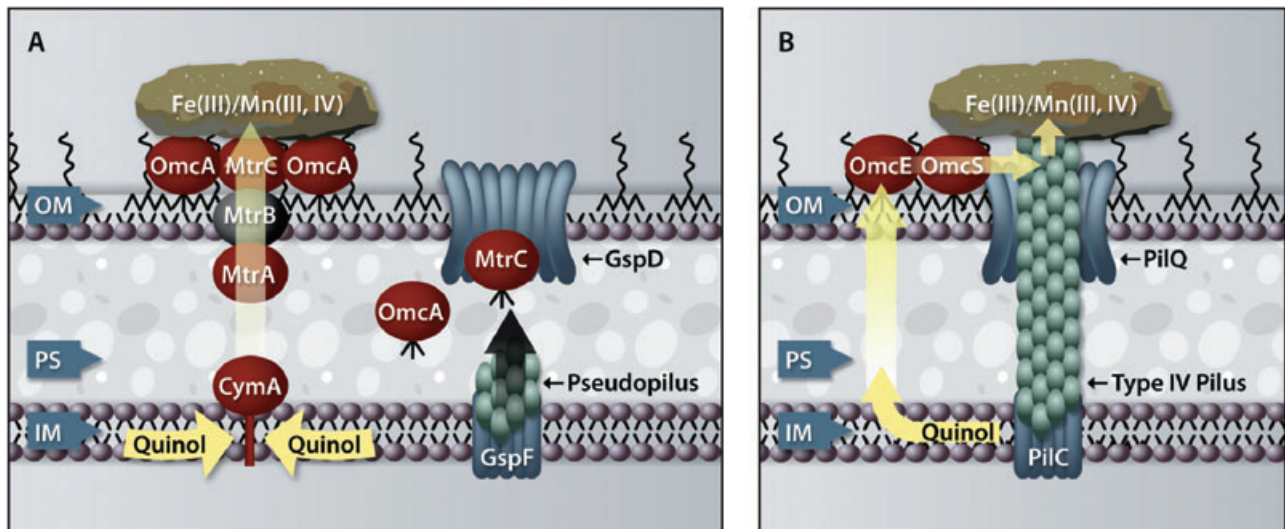 A
Fe(III)/Mn(III, IV)
OmcA MtrC OmcA
OM
MtrB
MtrA
MtrC
←GspD
OmcA
PS
CymA
←Pseudopilus
IM
Quinol Quinol
GspF
B
Fe(III)/Mn(III, IV)
OmcE OmcS
OM
←PilQ
PS
←Type IV Pilus
IM
Quinol
PilC